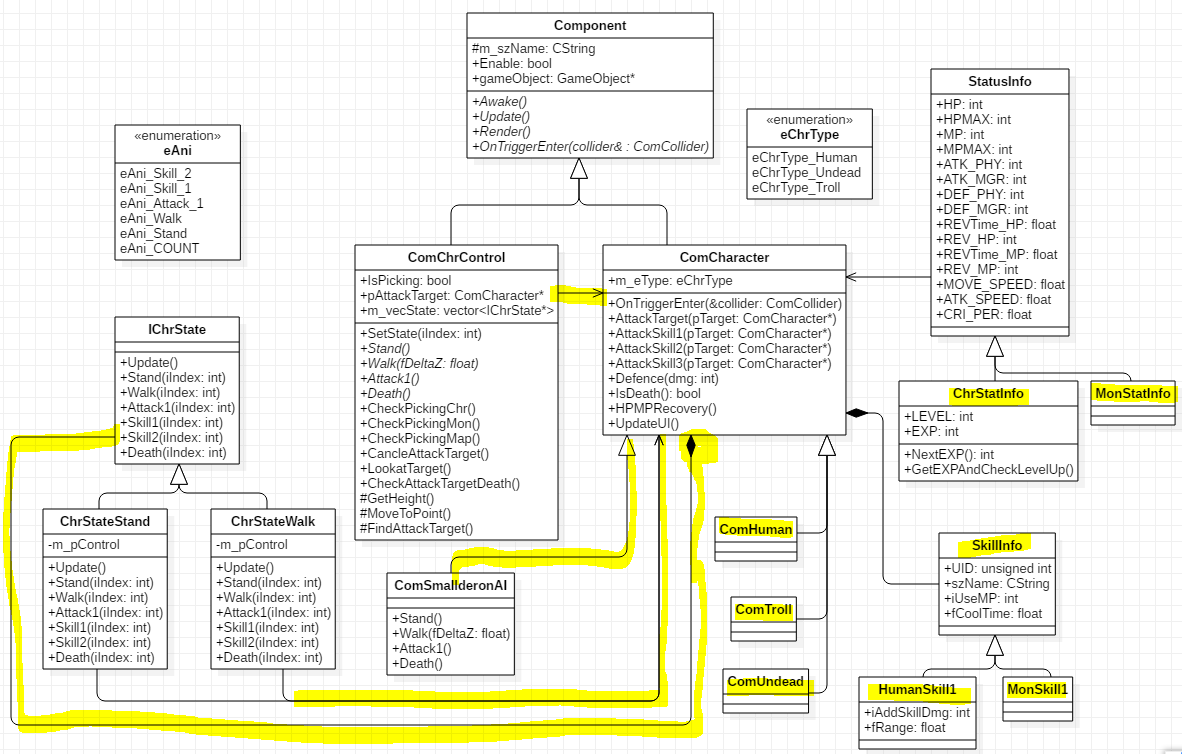 Component
#m_szName: CString
+Enable: bool
+gameObject: GameObject*
+Awake()
+Update()
+Render()
+OnTriggerEnter(collider& : ComCollider)
«enumeration»
eAni
eAni_Skill_2
eAni_Skill_1
eAni_Attack_1
eAni_Walk
eAni_Stand
eAni_COUNT
«enumeration»
eChrType
eChrType_Human
eChrType_Undead
eChrType_Troll
StatusInfo
+HP: int
+HPMAX: int
+MP: int
+MPMAX: int
+ATK_PHY: int
+ATK_MGR: int
+DEF_PHY: int
+DEF_MGR: int
+REVTime_HP: float
+REV_HP: int
+REVTime_MP: float
+REV_MP: int
+MOVE_SPEED: float
+ATK_SPEED: float
+CRI_PER: float
ComChrControl
+IsPicking: bool
+pAttackTarget: ComCharacter*
+m_vecState: vector<IChrState*>
+SetState(iIndex: int)
+Stand()
+Walk(fDeltaZ: float)
+Attack1()
+Death()
+CheckPickingChr()
+CheckPickingMon()
+CheckPickingMap()
+CancleAttackTarget()
+LookatTarget()
+CheckAttackTargetDeath()
#GetHeight()
#MoveToPoint()
#FindAttackTarget()
ComCharacter
+m_eType: eChrType
+OnTriggerEnter(&collider: ComCollider)
+AttackTarget(pTarget: ComCharacter*)
+AttackSkill1(pTarget: ComCharacter*)
+AttackSkill2(pTarget: ComCharacter*)
+AttackSkill3(pTarget: ComCharacter*)
+Defence(dmg: int)
+IsDeath(): bool
+HPMPRecovery()
+UpdateUI()
IChrState
+Update()
+Stand(iIndex: int)
+Walk(iIndex: int)
+Attack1(iIndex: int)
+Skill1(iIndex: int)
+Skill2(iIndex: int)
+Death(iIndex: int)
ChrStatInfo
+LEVEL: int
+EXP: int
+NextEXP(): int
+GetEXPAndCheckLevelUp()
MonStatInfo
ChrStateStand
-m_pControl
+Update()
+Stand(iIndex: int)
+Walk(iIndex: int)
+Attack1(iIndex: int)
+Skill1(iIndex: int)
+Skill2(iIndex: int)
+Death(iIndex: int)
ChrStateWalk
-m_pControl
+Update()
+Stand(iIndex: int)
+Walk(iIndex: int)
+Attack1(iIndex: int)
+Skill1(iIndex: int)
+Skill2(iIndex: int)
+Death(iIndex: int)
ComSmallderonAI
+Stand()
+Walk(fDeltaZ: float)
+Attack1()
+Death()
ComHuman
ComTroll
ComUndead
SkillInfo
+UID: unsigned int
+szName: CString
+iUseMP: int
+fCoolTime: float
HumanSkill1
+iAddSkillDmg: int
+fRange: float
MonSkill1